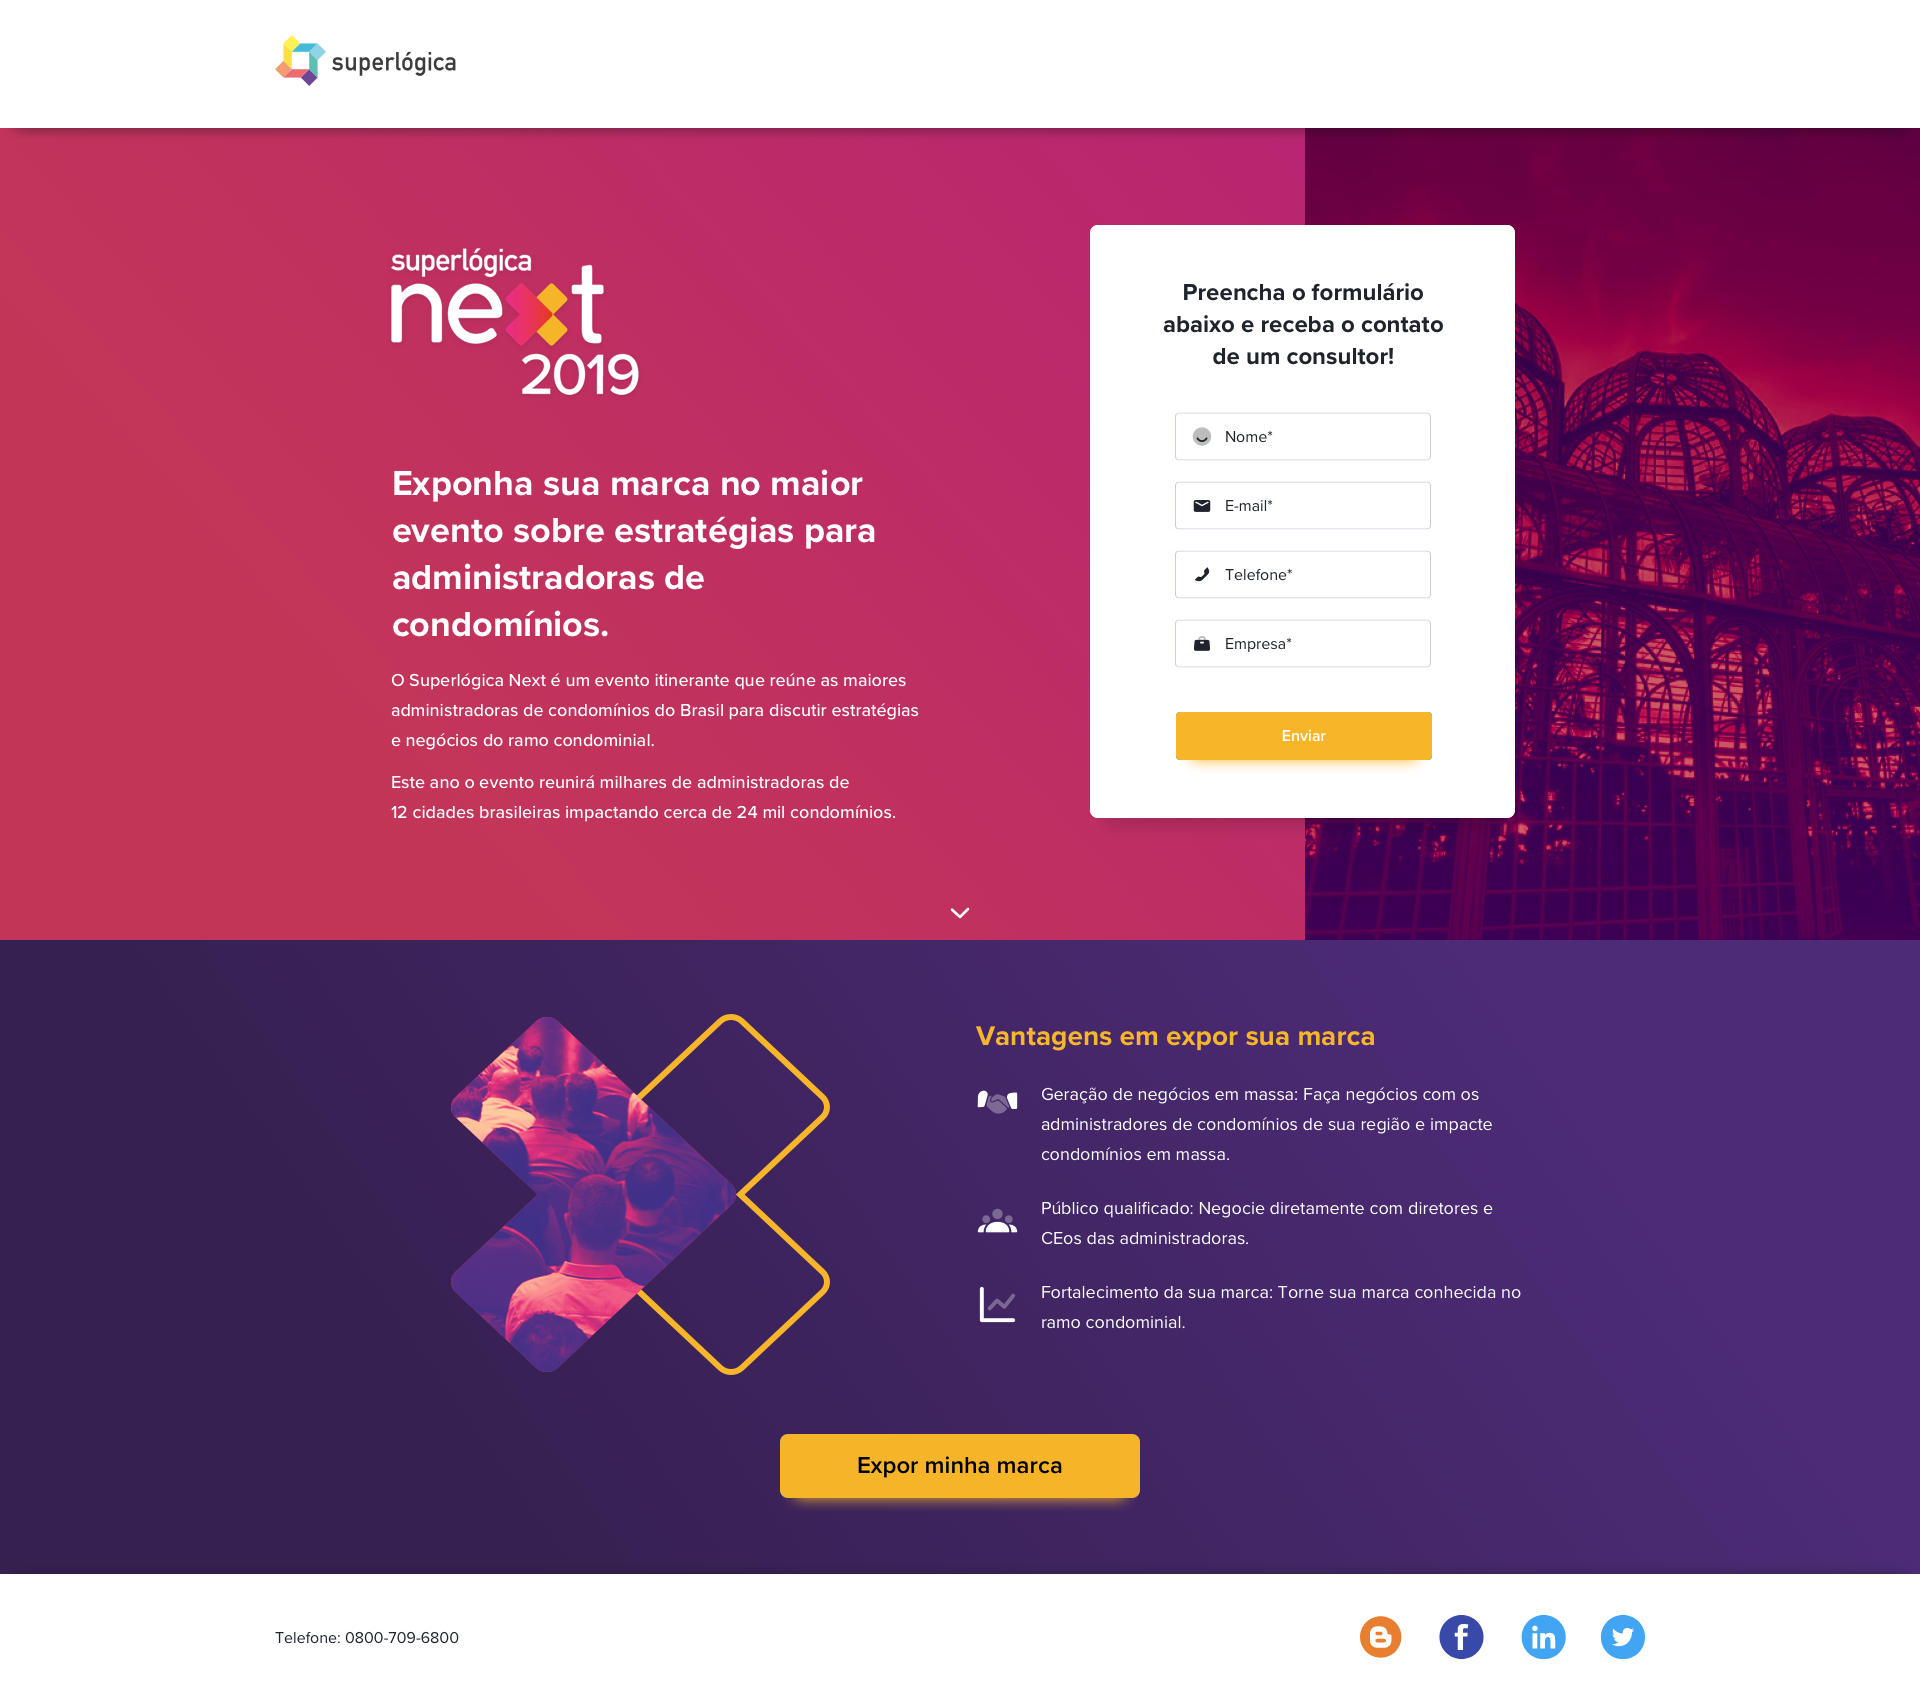 superlógica
superlógica
next
2019
Exponha sua marca no maior
evento sobre estratégias para
administradoras de
condomínios.
O Superlógica Next é um evento itinerante que reúne as maiores
administradoras de condomínios do Brasil para discutir estratégias
e negócios do ramo condominial.
Este ano o evento reunirá milhares de administradoras de
12 cidades brasileiras impactando cerca de 24 mil condomínios.
Preencha o formulário
abaixo e receba o contato
de um consultor!
Nome*
E-mail*
Telefone*
Empresa*
Enviar
Vantagens em expor sua marca
Geração de negócios em massa: Faça negócios com os
administradores de condomínios de sua região e impacte
condomínios em massa.
Público qualificado: Negocie diretamente com diretores e
CEos das administradoras.
Fortalecimento da sua marca: Torne sua marca conhecida no
ramo condominial.
Expor minha marca
Telefone: 0800-709-6800